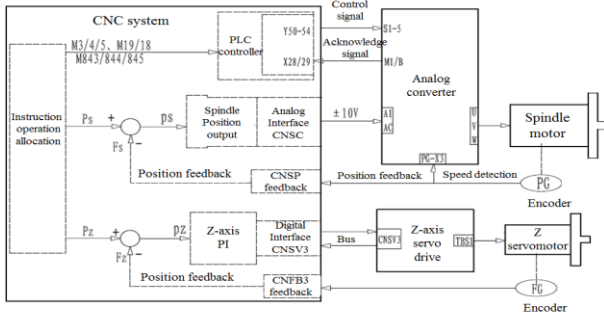 CNC system
Control
signal
M3/4/5、M19/18
M843/844/845
PLC
controller
Y50-54
X28/29
Acknowledge
signal
S1-5
M1/B
Analog
converter
Instruction
operation
allocation
Ps
+
Fs
-
ps
Spindle
Position
output
Analog
Interface
CNSC
±10V
A1
AC
U
V
W
Spindle
motor
PG-X3
Position feedback
CNSP
feedback
Position feedback
Speed detection
PG
Encoder
Pz
+
Fz
-
pz
Z-axis
PI
Digital
Interface
CNSV3
Bus
CNSV3
Z-axis
servo
drive
TBS1
Z
servomotor
Position feedback
CNFB3
feedback
FG
Encoder